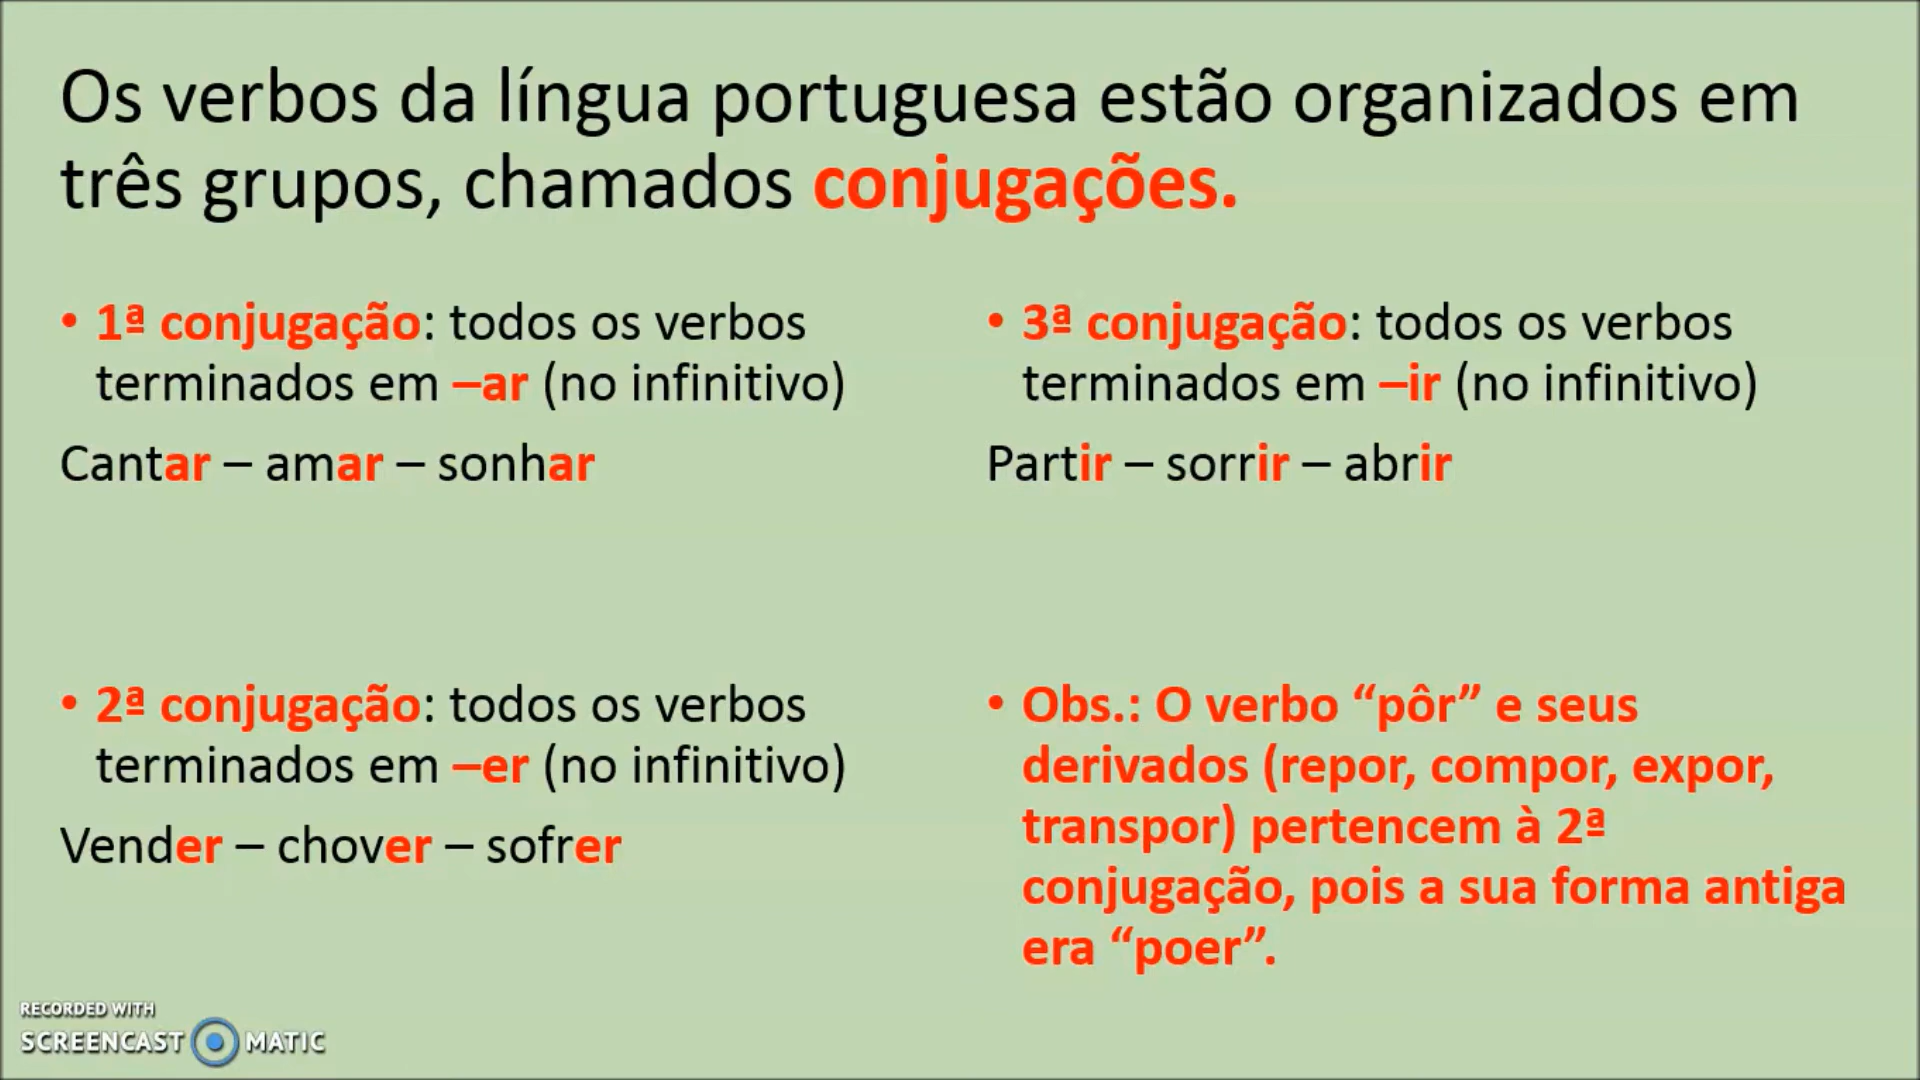 Os verbos da língua portuguesa estão organizados em
três grupos, chamados conjugações.
• 1ª conjugação: todos os verbos
terminados em –ar (no infinitivo)
Cantar – amar – sonhar
• 2ª conjugação: todos os verbos
terminados em –er (no infinitivo)
Vender – chover – sofrer
• 3ª conjugação: todos os verbos
terminados em –ir (no infinitivo)
Partir – sorrir – abrir
• Obs.: O verbo “pôr” e seus
derivados (repor, compor, expor,
transpor) pertencem à 2ª
conjugação, pois a sua forma antiga
era “poer”.
RECORDED WITH
SCREENCAST MATIC